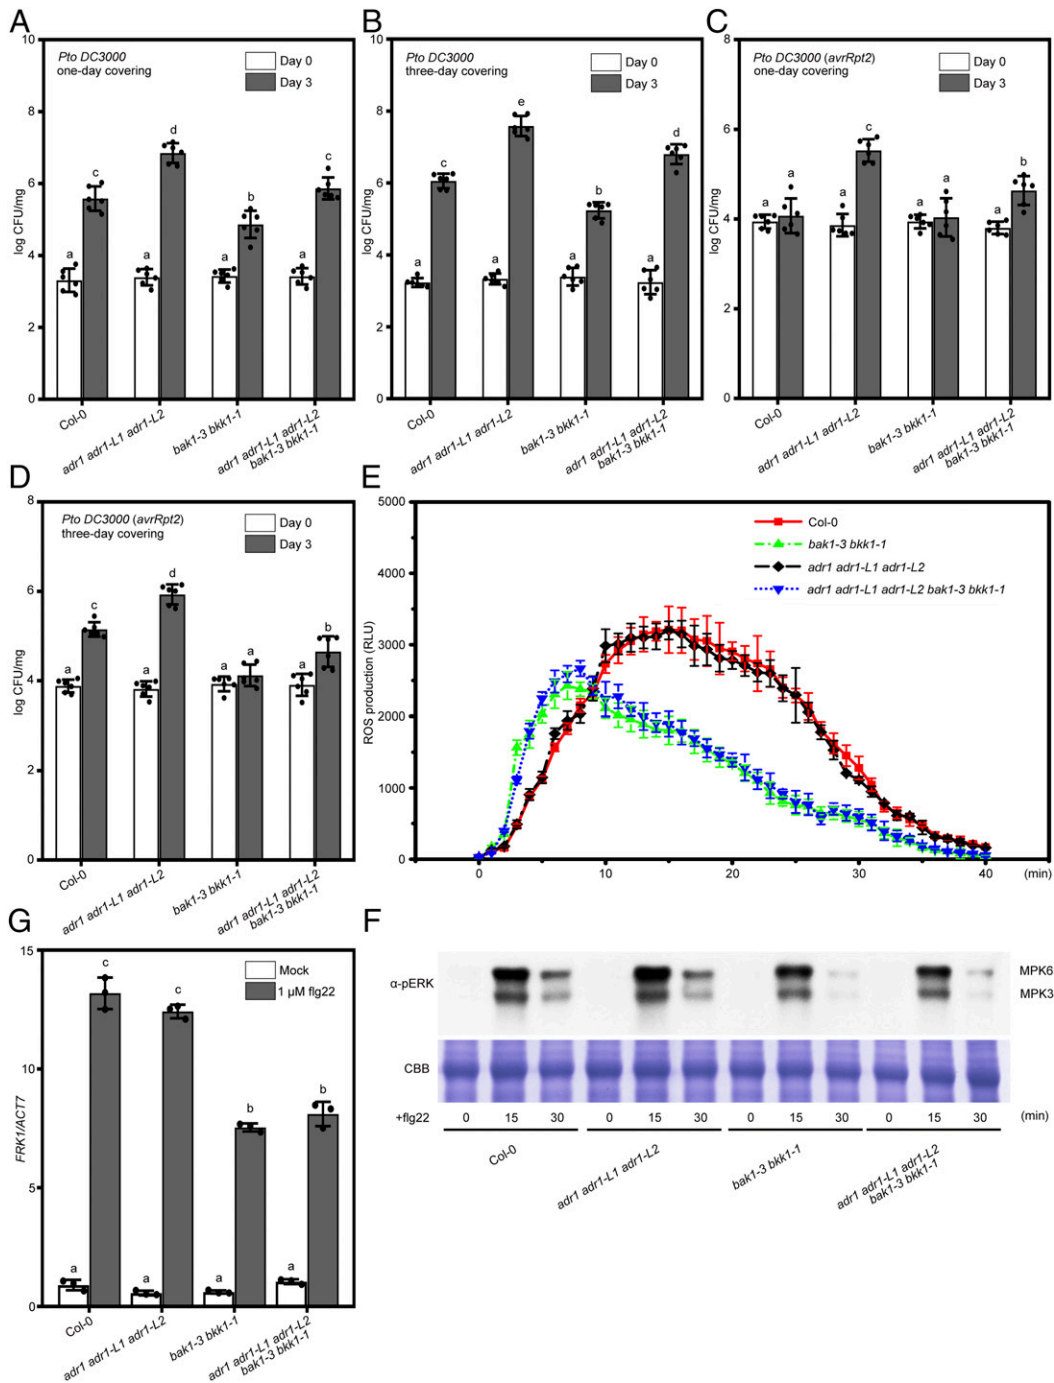 A
Pto DC3000
one-day covering
Day 0
Day 3
log CFU/mg
10
8
6
4
2
0
a
c
a
d
a
b
a
c
Col-0
adr1 adr1-L1 adr1-L2
bak1-3 bkk1-1
adr1 adr1-L1 adr1-L2
bak1-3 bkk1-1
B
Pto DC3000
three-day covering
Day 0
Day 3
log CFU/mg
10
8
6
4
2
0
a
c
a
e
a
b
a
d
Col-0
adr1 adr1-L1 adr1-L2
bak1-3 bkk1-1
adr1 adr1-L1 adr1-L2
bak1-3 bkk1-1
C
Pto DC3000 (avrRpt2)
one-day covering
Day 0
Day 3
log CFU/mg
8
6
4
2
0
a
a
a
c
a
a
a
b
Col-0
adr1 adr1-L1 adr1-L2
bak1-3 bkk1-1
adr1 adr1-L1 adr1-L2
bak1-3 bkk1-1
D
Pto DC3000 (avrRpt2)
three-day covering
Day 0
Day 3
log CFU/mg
8
6
4
2
0
a
c
a
d
a
a
a
b
Col-0
adr1 adr1-L1 adr1-L2
bak1-3 bkk1-1
adr1 adr1-L1 adr1-L2
bak1-3 bkk1-1
E
Col-0
bak1-3 bkk1-1
adr1 adr1-L1 adr1-L2
adr1 adr1-L1 adr1-L2 bak1-3 bkk1-1
ROS production (RLU)
5000
4000
3000
2000
1000
0
0 10 20 30 40 (min)
G
Mock
1 μM flg22
FRK1/ACT7
15
10
5
0
a
c
a
c
a
b
a
b
Col-0
adr1 adr1-L1 adr1-L2
bak1-3 bkk1-1
adr1 adr1-L1 adr1-L2
bak1-3 bkk1-1
F
α-pERK
MPK6
MPK3
CBB
+flg22 0 15 30 0 15 30 0 15 30 0 15 30 (min)
Col-0
adr1 adr1-L1 adr1-L2
bak1-3 bkk1-1
adr1 adr1-L1 adr1-L2
bak1-3 bkk1-1